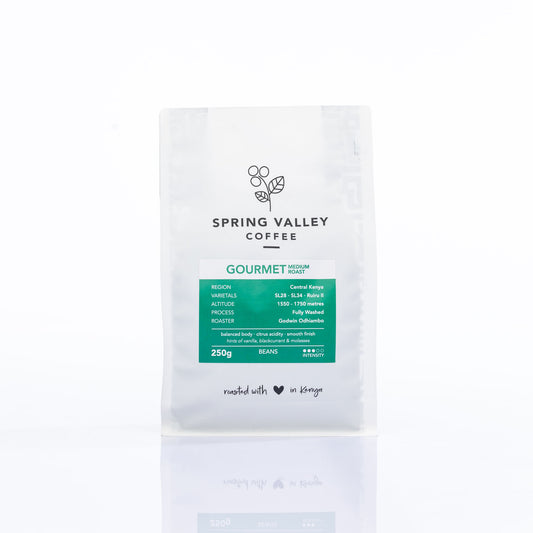 SPRING VALLEY
COFFEE
GOURMET MEDIUM ROAST
REGION Central Kenya
VARIETALS SL28 - SL34 - Ruiru II
ALTITUDE 1550 - 1750 metres
PROCESS Fully Washed
ROASTER Godwin Odhiambo
balanced body - citrus acidity - smooth finish
hints of vanilla, blackcurrant & molasses
250g BEANS INTENSITY
roasted with ♥ in Kenya